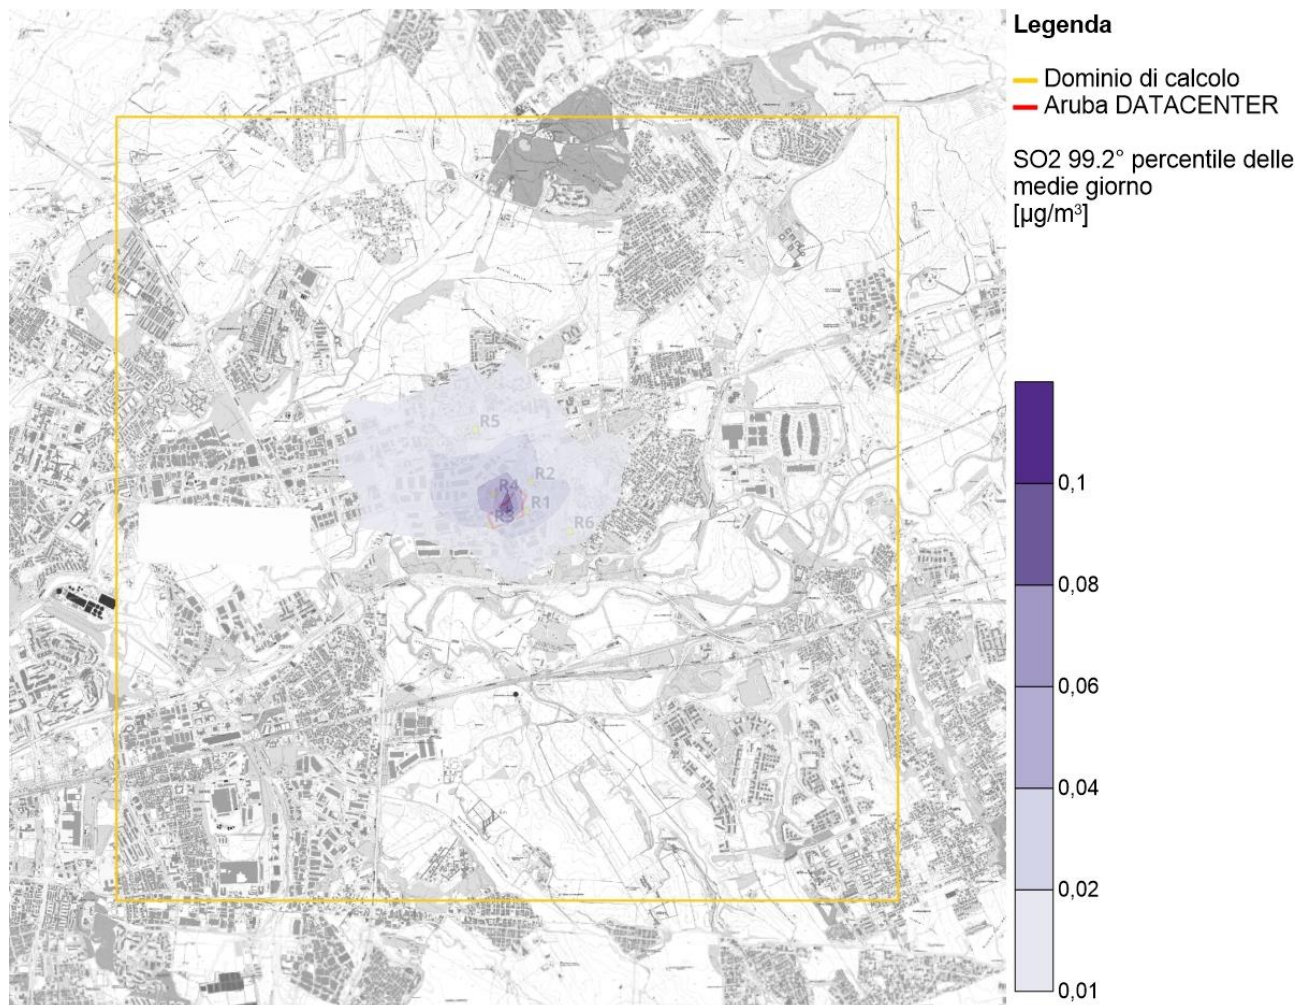 Legenda
Dominio di calcolo
Aruba DATACENTER
SO2 99.2° percentile delle
medie giorno
[µg/m³]
R5
R2
R4
R1
R3
R6
0,1
0,08
0,06
0,04
0,02
0,01